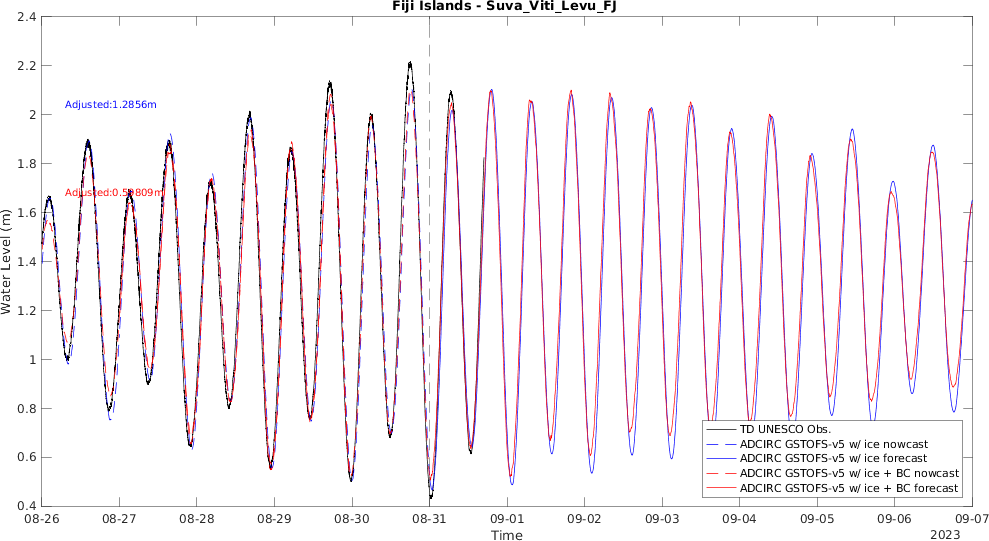 Fiji Islands - Suva_Viti_Levu_FJ
2.4
2.2
2
1.8
1.6
1.4
1.2
1
0.8
0.6
0.4
Water Level (m)
Adjusted:1.2856m
TD UNESCO Obs.
ADCIRC GSTOFS-v5 w/ ice nowcast
ADCIRC GSTOFS-v5 w/ ice forecast
ADCIRC GSTOFS-v5 w/ ice + BC nowcast
ADCIRC GSTOFS-v5 w/ ice + BC forecast
08-26 08-27 08-28 08-29 08-30 08-31 09-01 09-02 09-03 09-04 09-05 09-06 09-07
Time
2023